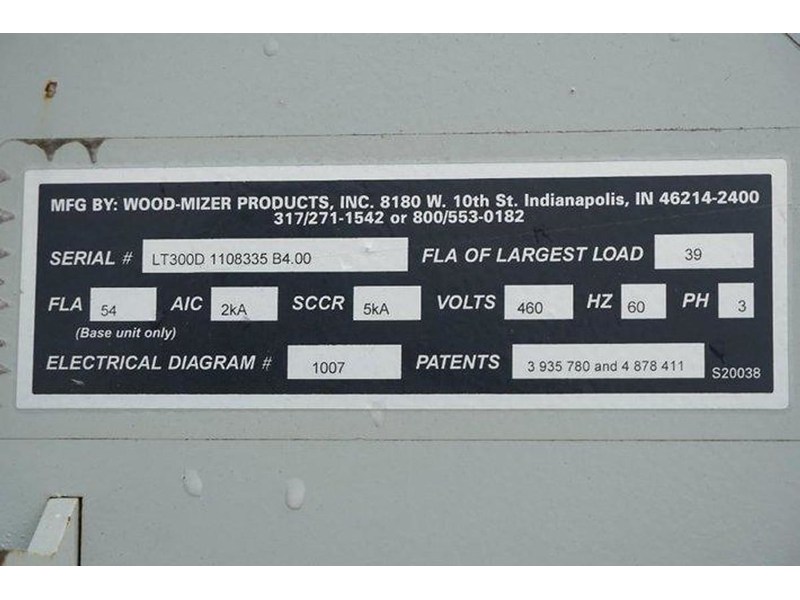 MFG BY: WOOD-MIZER PRODUCTS, INC. 8180 W. 10th St. Indianapolis, IN 46214-2400
317/271-1542 or 800/553-0182
SERIAL # LT300D 1108335 B4.00 FLA OF LARGEST LOAD 39
FLA 54 AIC 2kA SCCR 5kA VOLTS 460 HZ 60 PH 3
(Base unit only)
ELECTRICAL DIAGRAM # 1007 PATENTS 3 935 780 and 4 878 411 S20038